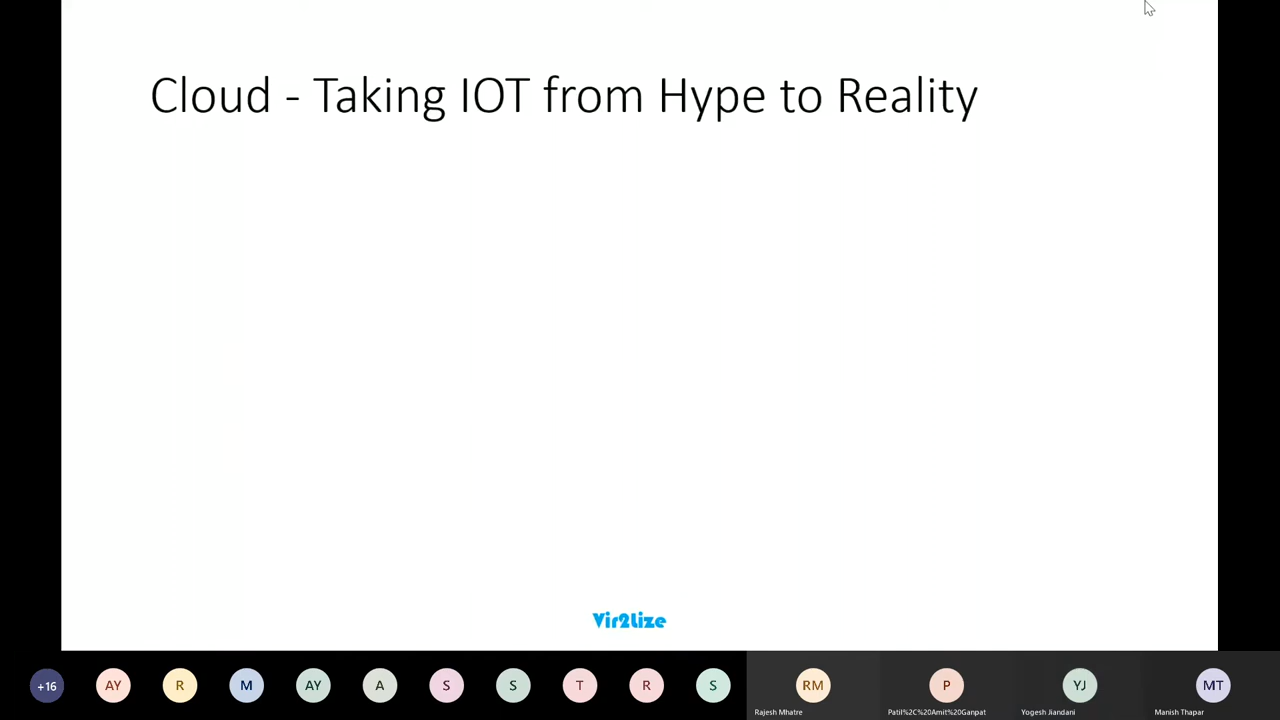 Cloud - Taking IOT from Hype to Reality
Vir2Lize
+16
AY
R
M
AY
A
S
S
T
R
S
RM
P
YJ
MT
Rajesh Mhatre
Patil%2C%20Amit%20Ganpat
Yogesh Jiandani
Manish Thapar